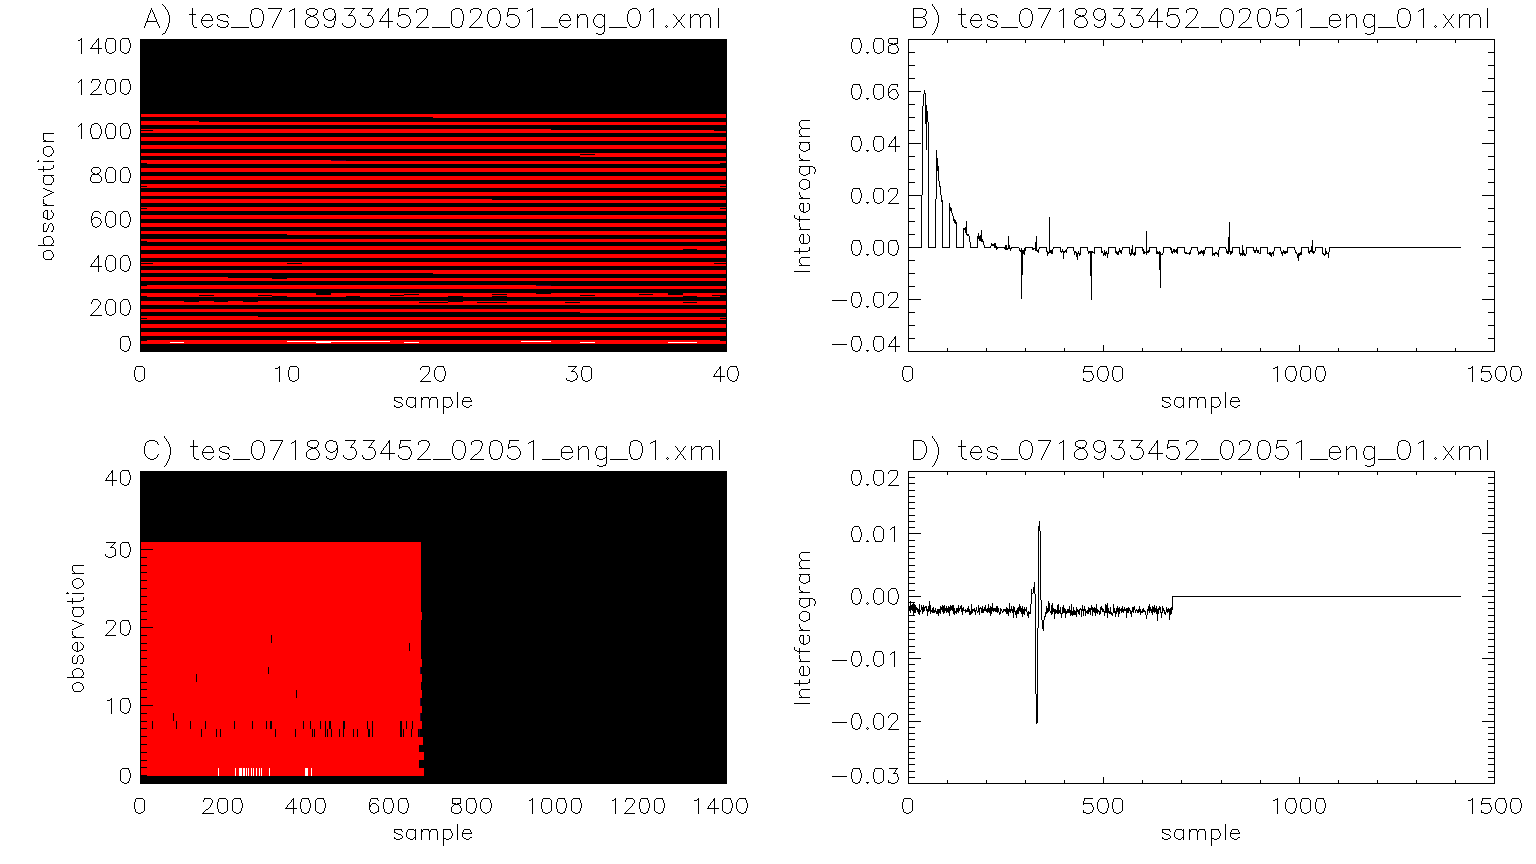 A) tes_0718933452_02051_eng_01.xml
1400
1200
1000
800
600
400
200
0
observation
0 10 20 30 40
sample
B) tes_0718933452_02051_eng_01.xml
0.08
0.06
0.04
0.02
0.00
-0.02
-0.04
Interferogram
0 500 1000 1500
sample
C) tes_0718933452_02051_eng_01.xml
40
30
20
10
0
observation
0 200 400 600 800 1000 1200 1400
sample
D) tes_0718933452_02051_eng_01.xml
0.02
0.01
0.00
-0.01
-0.02
-0.03
Interferogram
0 500 1000 1500
sample